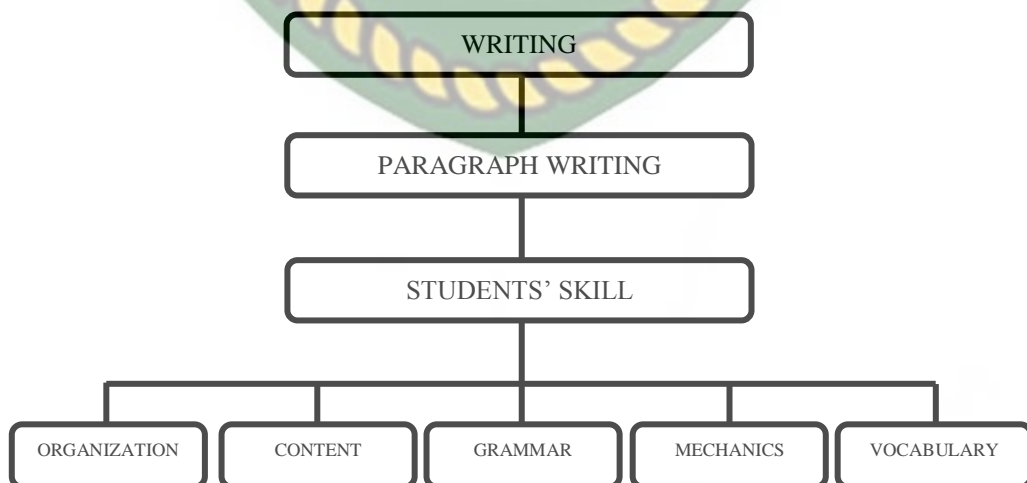 WRITING
PARAGRAPH WRITING
STUDENTS’ SKILL
ORGANIZATION CONTENT GRAMMAR MECHANICS VOCABULARY